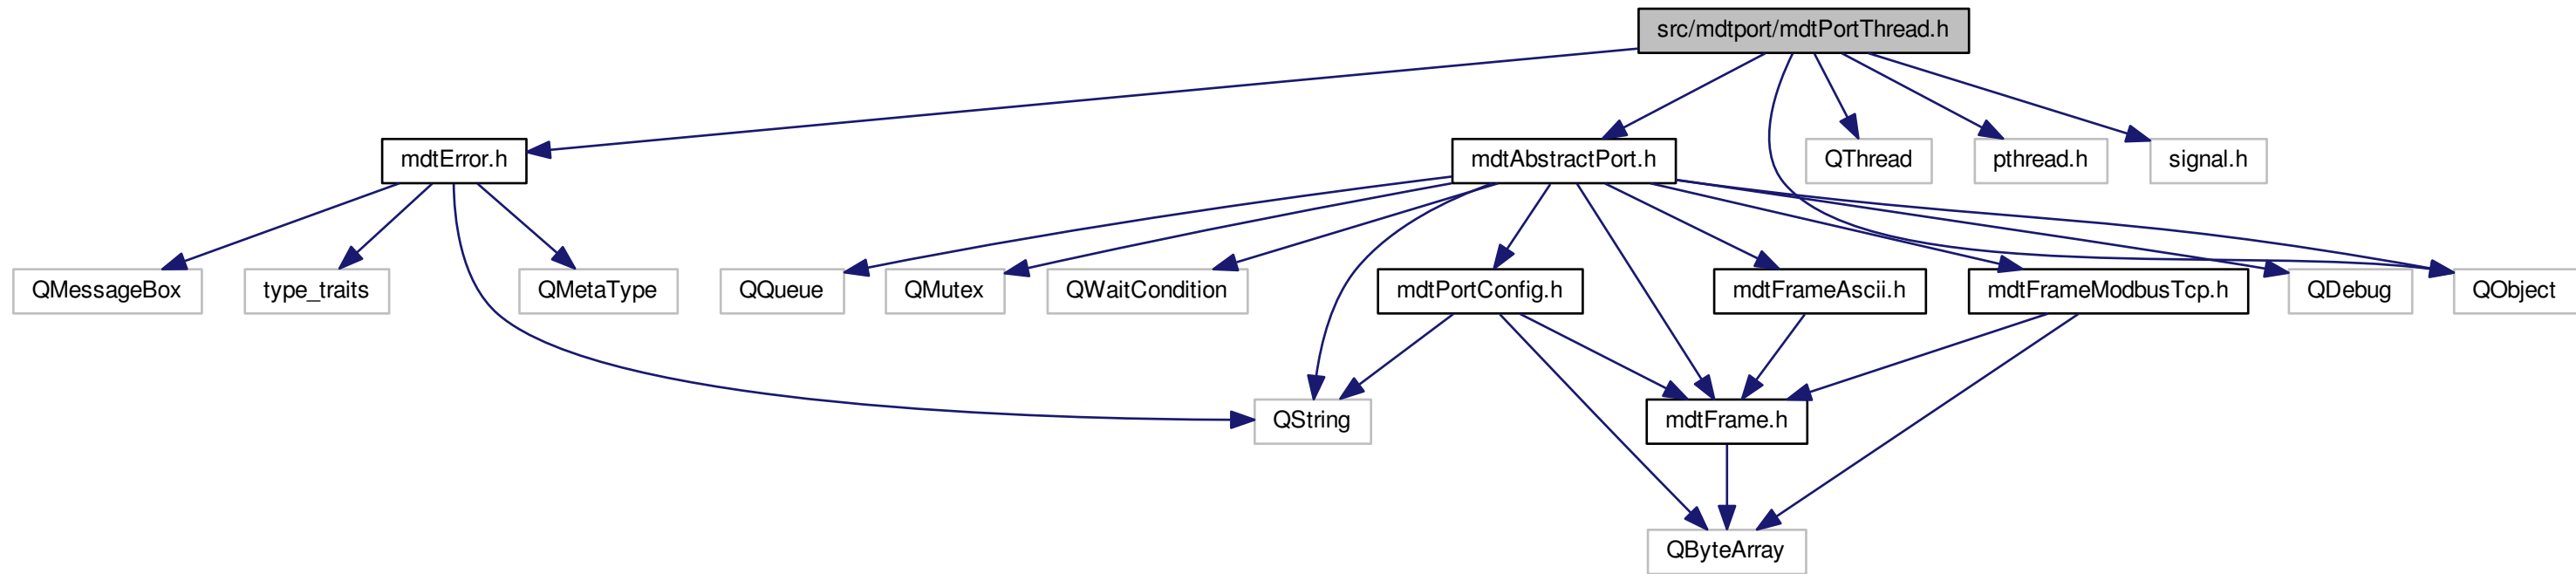 src/mdtport/mdtPortThread.h
mdtError.h
mdtAbstractPort.h
QThread
pthread.h
signal.h
QMessageBox
type_traits
QMetaType
QQueue
QMutex
QWaitCondition
mdtPortConfig.h
mdtFrameAscii.h
mdtFrameModbusTcp.h
QDebug
QObject
QString
mdtFrame.h
QByteArray